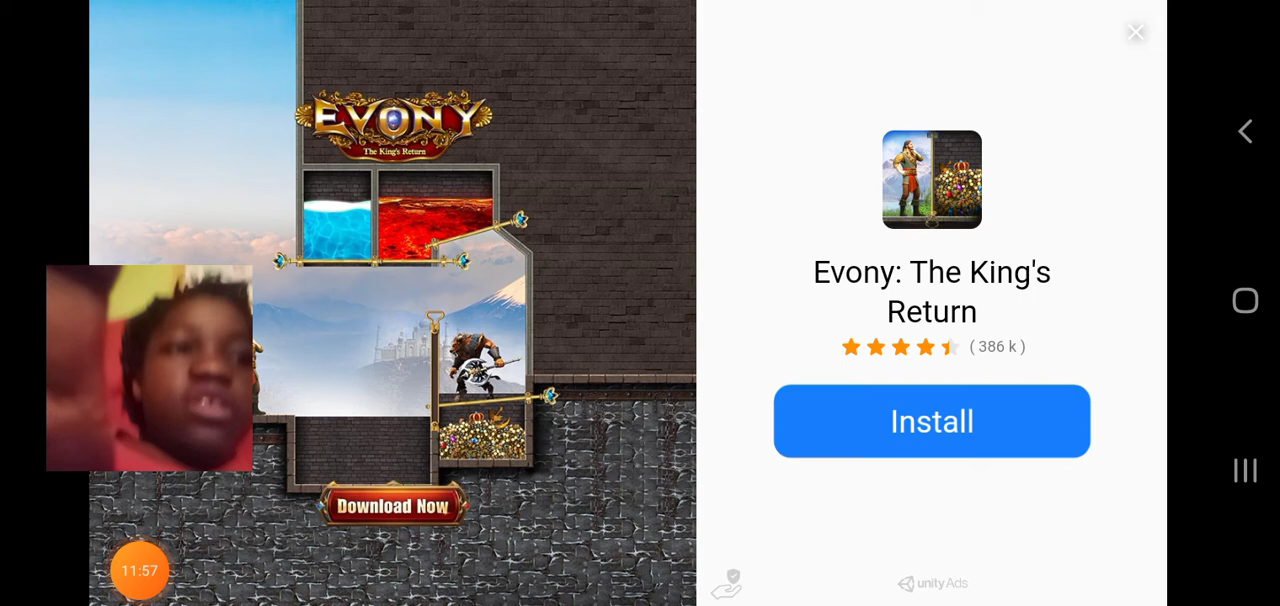 EVONY
The King's Return
Download Now
11:57
Evony: The King's
Return
( 386 k )
Install
unity Ads